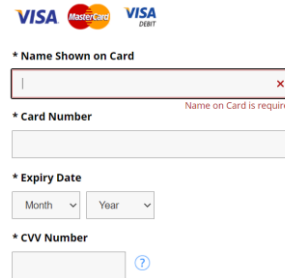 VISA MasterCard VISA
DEBIT
* Name Shown on Card
Name on Card is
* Card Number
* Expiry Date
Month Year
* CVV Number
?